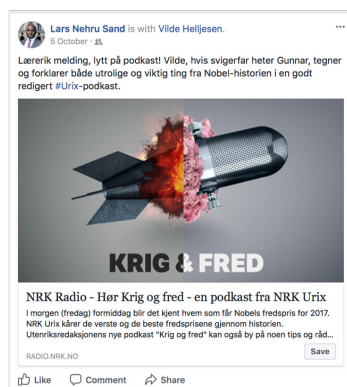 Lars Nehru Sand is with Vilde Helljesen.
5 October ·
Lærerik melding, lytt på podkast! Vilde, hvis svigerfar heter Gunnar, tegner
og forklarer både utrolige og viktig ting fra Nobel-historien i en godt
redigert #Urix-podkast.
KRIG & FRED
NRK Radio - Hør Krig og fred - en podkast fra NRK Urix
I morgen (fredag) formiddag blir det kjent hvem som får Nobels fredspris for 2017.
NRK Urix kårer de verste og de beste fredsprisene gjennom historien.
Utenriksredaksjonens nye podkast "Krig og fred" kan også by på noen tips og råd...
RADIO.NRK.NO
Save
Like Comment Share